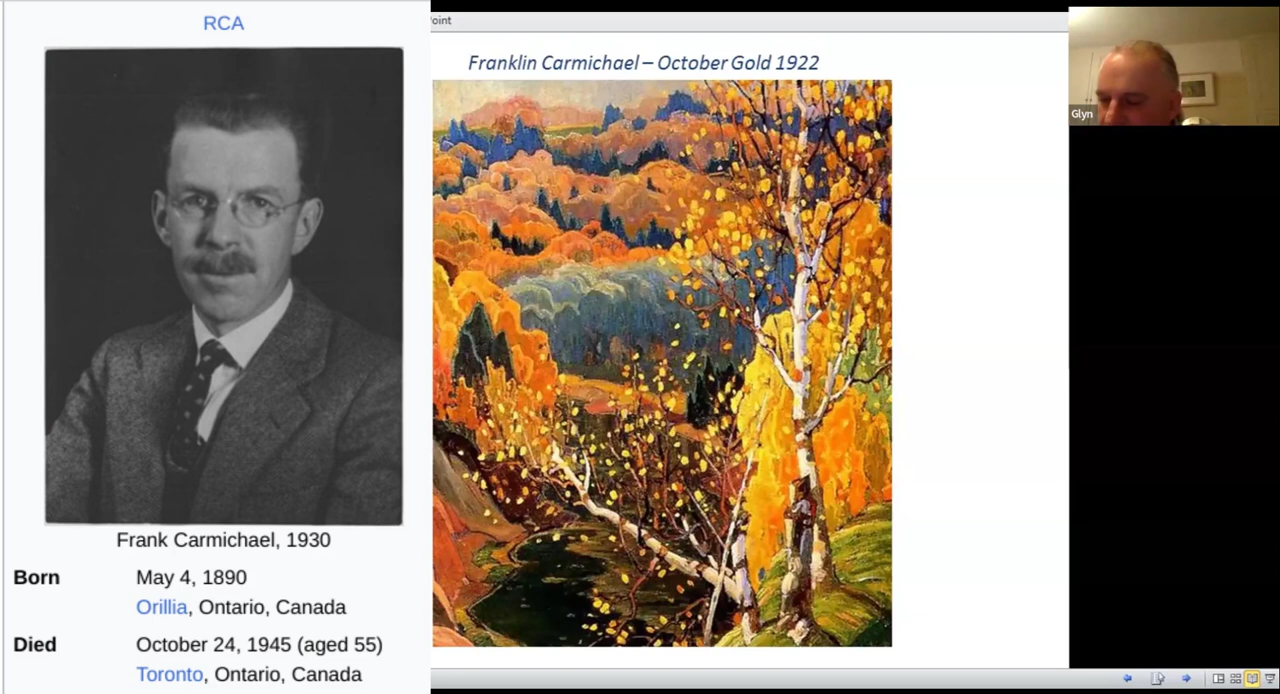 RCA
Frank Carmichael, 1930
Born May 4, 1890
Orillia, Ontario, Canada
Died October 24, 1945 (aged 55)
Toronto, Ontario, Canada
Franklin Carmichael – October Gold 1922
Glyn